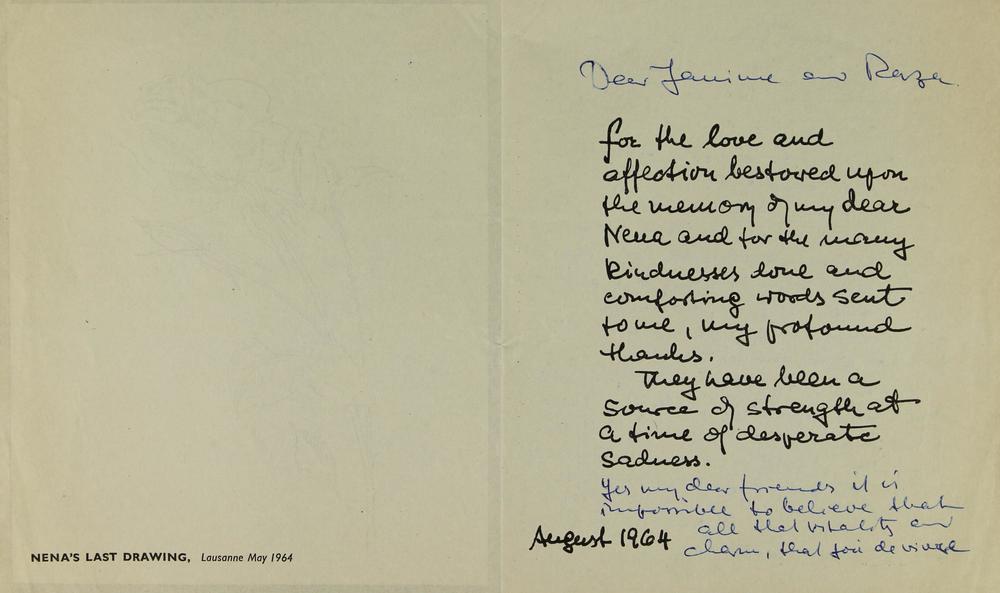 NENA'S LAST DRAWING, Lausanne May 1964
Dear Janine and Raza
for the love and
affection bestowed upon
the memory of my dear
Nena and for the many
kindnesses done and
comforting words sent
to me, my profound
thanks.
They have been a
source of strength at
a time of desperate
sadness.
Yes my dear friends it is
impossible to believe that
all that vitality and
charm, that joie de vivre
August 1964